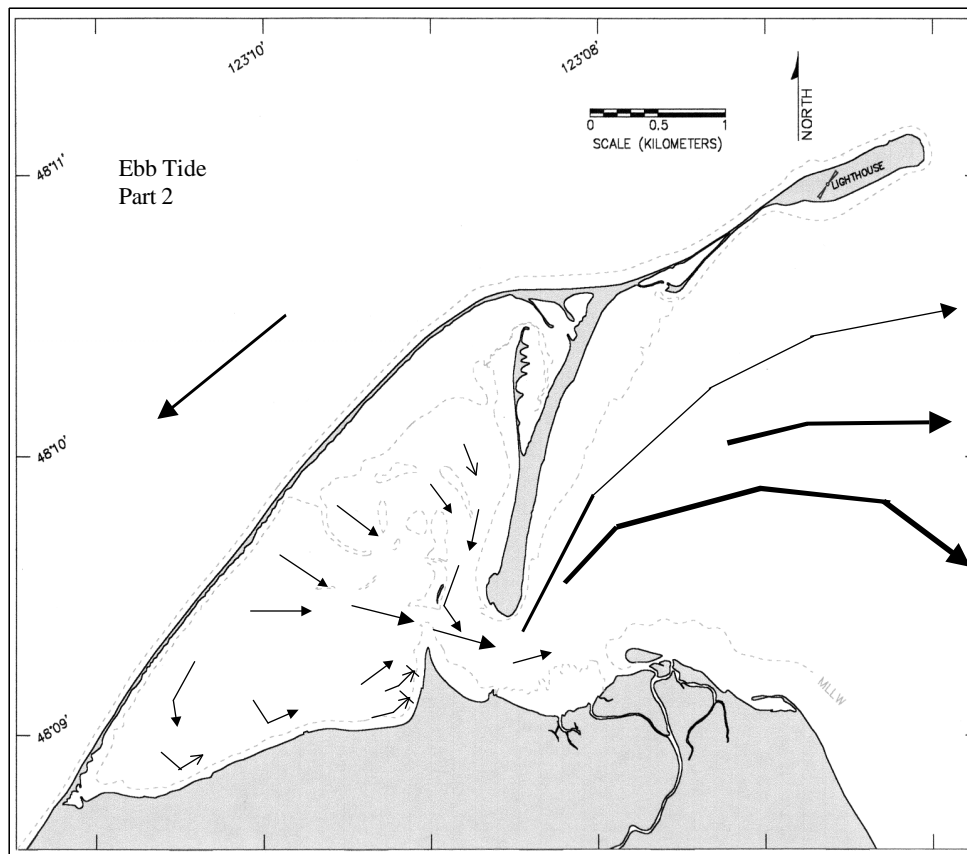 123°10'
123°08'
0 0.5 1
SCALE (KILOMETERS)
NORTH
48°11'
Ebb Tide
Part 2
LIGHTHOUSE
48°10'
MLLW
48°09'